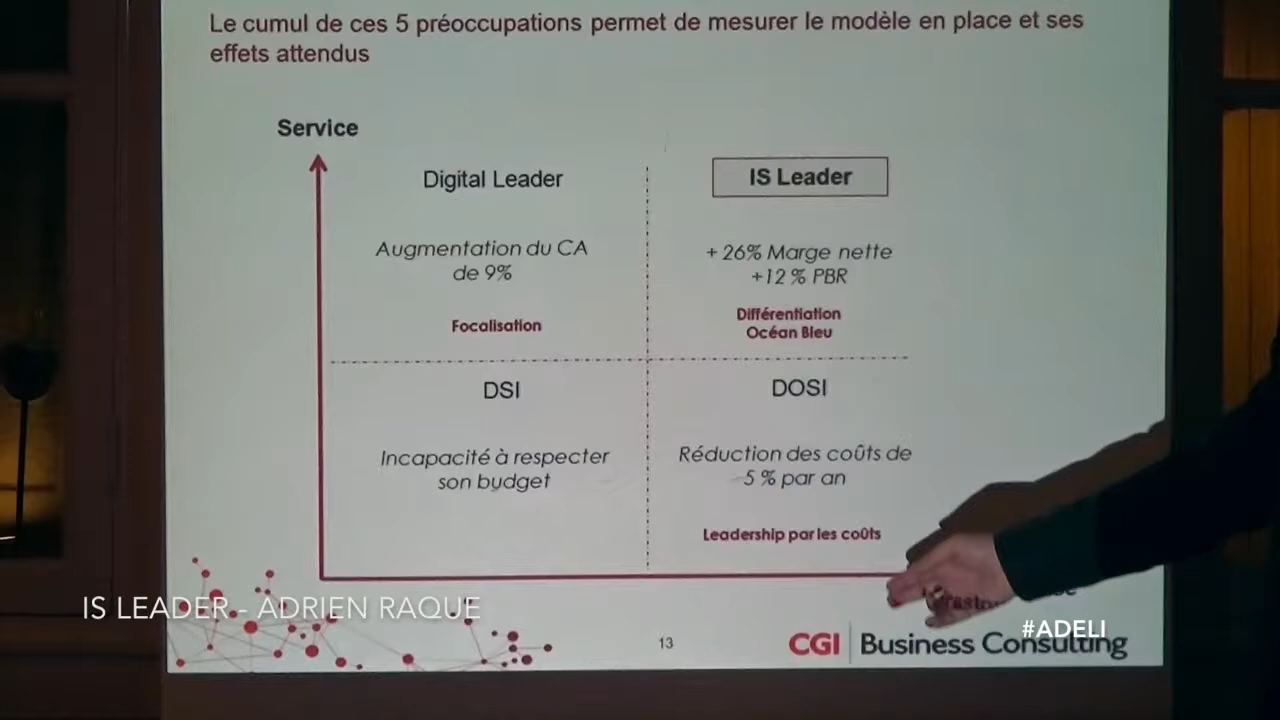 Le cumul de ces 5 préoccupations permet de mesurer le modèle en place et ses
effets attendus
Service
Digital Leader
IS Leader
Augmentation du CA
de 9%
+ 26% Marge nette
+12 % PBR
Focalisation
Différentiation
Océan Bleu
DSI
DOSI
Incapacité à respecter
son budget
Réduction des coûts de
5 % par an
Leadership par les coûts
IS LEADER - ADRIEN RAQUE
#ADELI
13
CGI Business Consulting